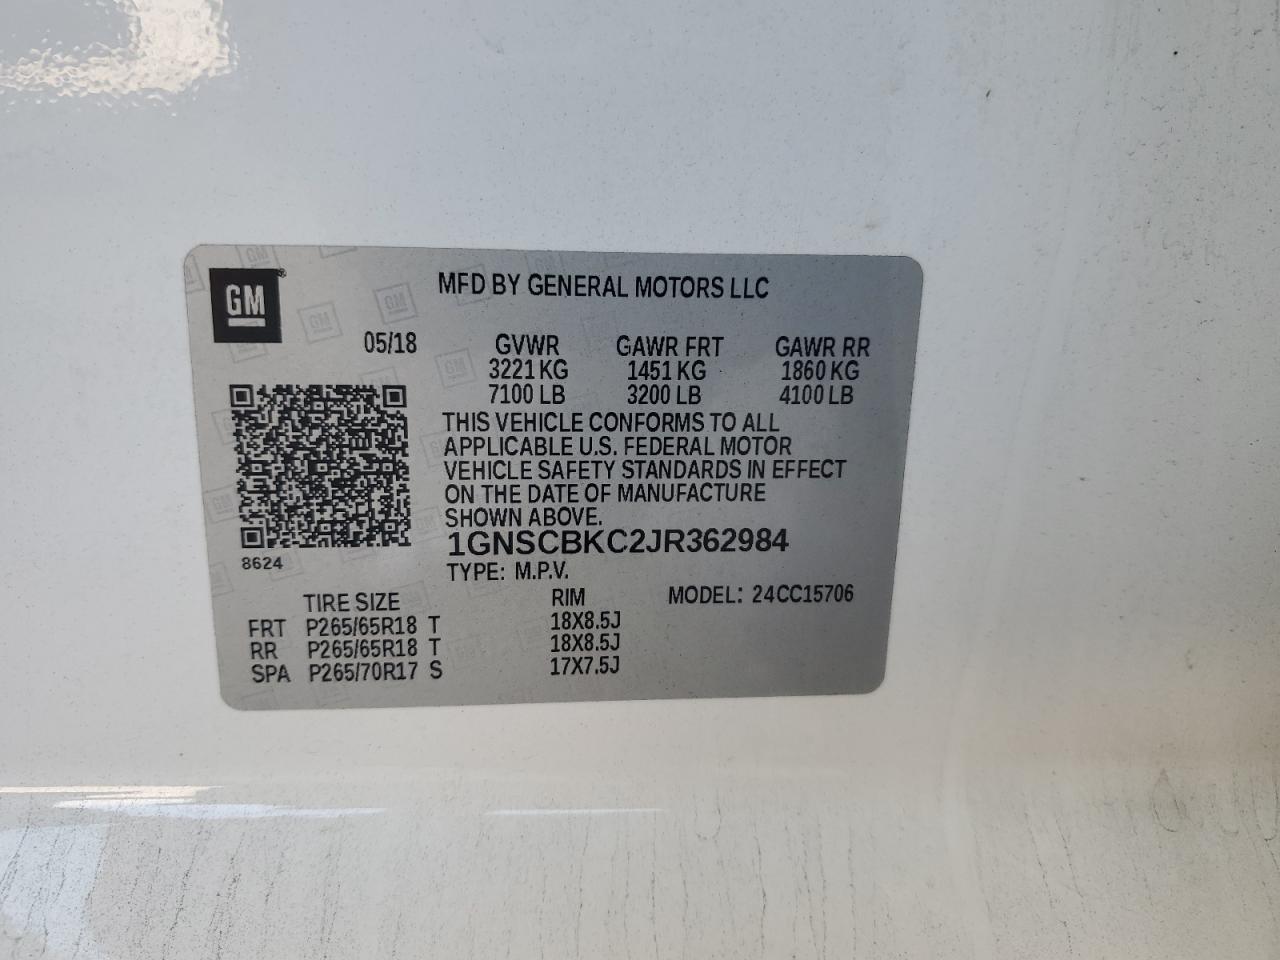 GM
MFD BY GENERAL MOTORS LLC
05/18 GVWR GAWR FRT GAWR RR
3221 KG 1451 KG 1860 KG
7100 LB 3200 LB 4100 LB
THIS VEHICLE CONFORMS TO ALL
APPLICABLE U.S. FEDERAL MOTOR
VEHICLE SAFETY STANDARDS IN EFFECT
ON THE DATE OF MANUFACTURE
SHOWN ABOVE.
1GNSCBKC2JR362984
8624
TYPE: M.P.V.
TIRE SIZE RIM MODEL: 24CC15706
FRT P265/65R18 T 18X8.5J
RR P265/65R18 T 18X8.5J
SPA P265/70R17 S 17X7.5J